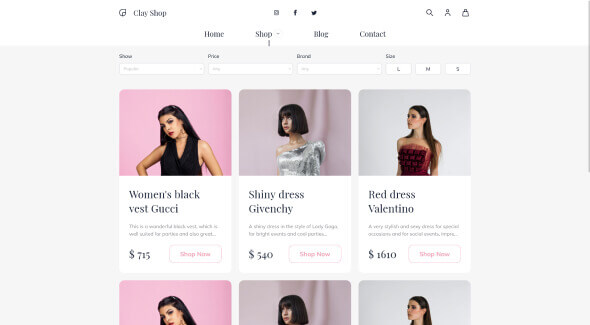 Clay Shop
Home Shop Blog Contact
Show Price Brand Size
Popular Any Any L M S
Women's black
vest Gucci
This is a wonderful black vest, which is
well suited for parties and also great...
$ 715 Shop Now
Shiny dress
Givenchy
A shiny dress in the style of Lady Gaga,
for bright events and cool parties...
$ 540 Shop Now
Red dress
Valentino
A very stylish and sexy dress for special
occasions and for social events, impro...
$ 1610 Shop Now